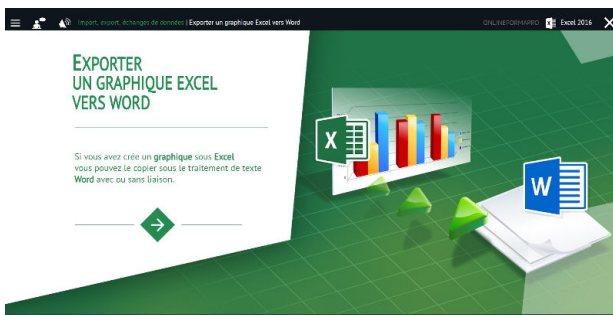 Import, export, échanges de données | Exporter un graphique Excel vers Word
ONLINEFORMAPRO
Excel 2016
EXPORTER
UN GRAPHIQUE EXCEL
VERS WORD
Si vous avez crée un graphique sous Excel
vous pouvez le copier sous le traitement de texte
Word avec ou sans liaison.
X
W